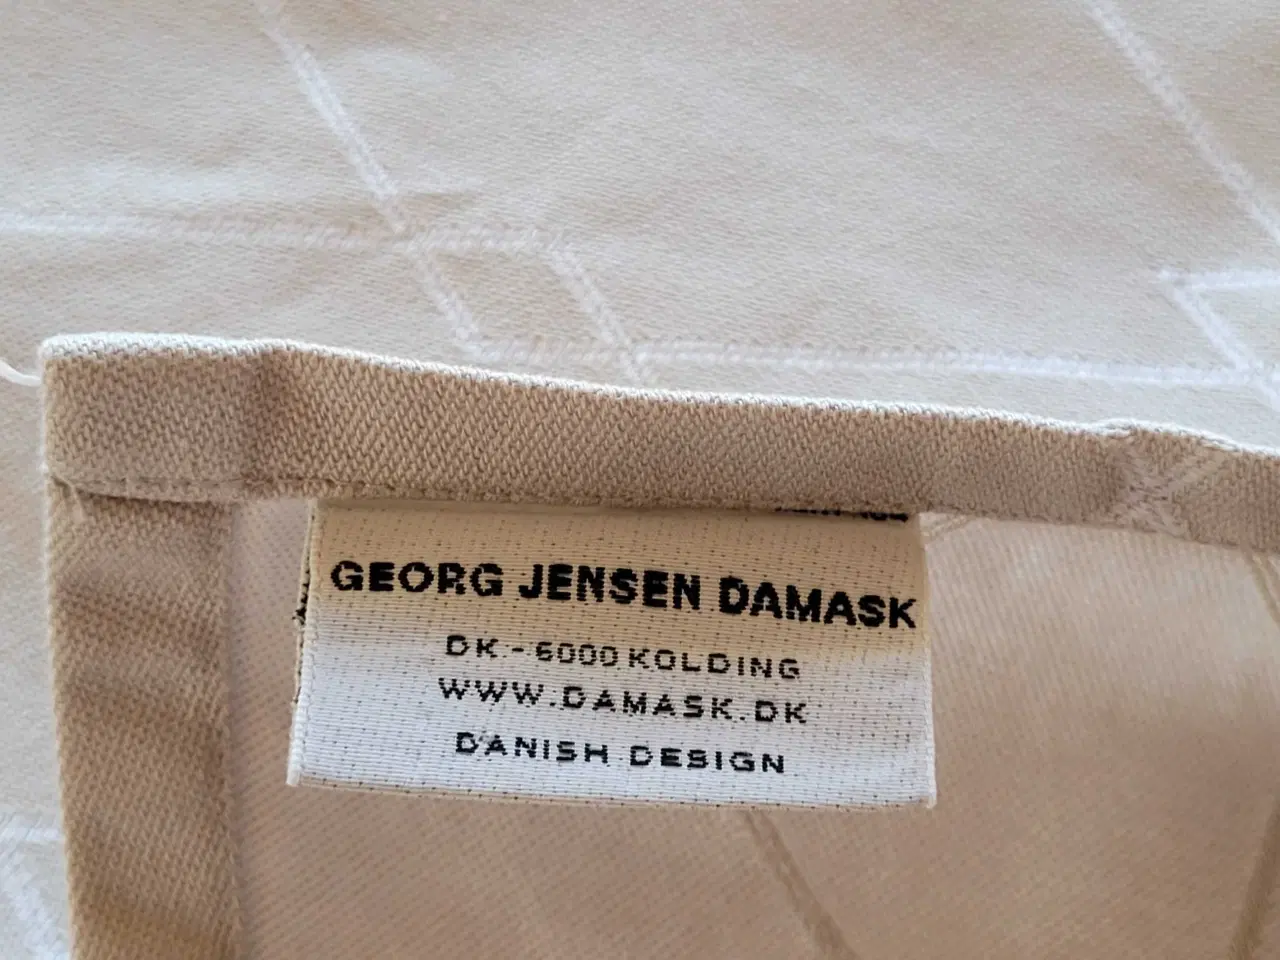 GEORG JENSEN DAMASK
DK - 6000 KOLDING
WWW.DAMASK.DK
DANISH DESIGN